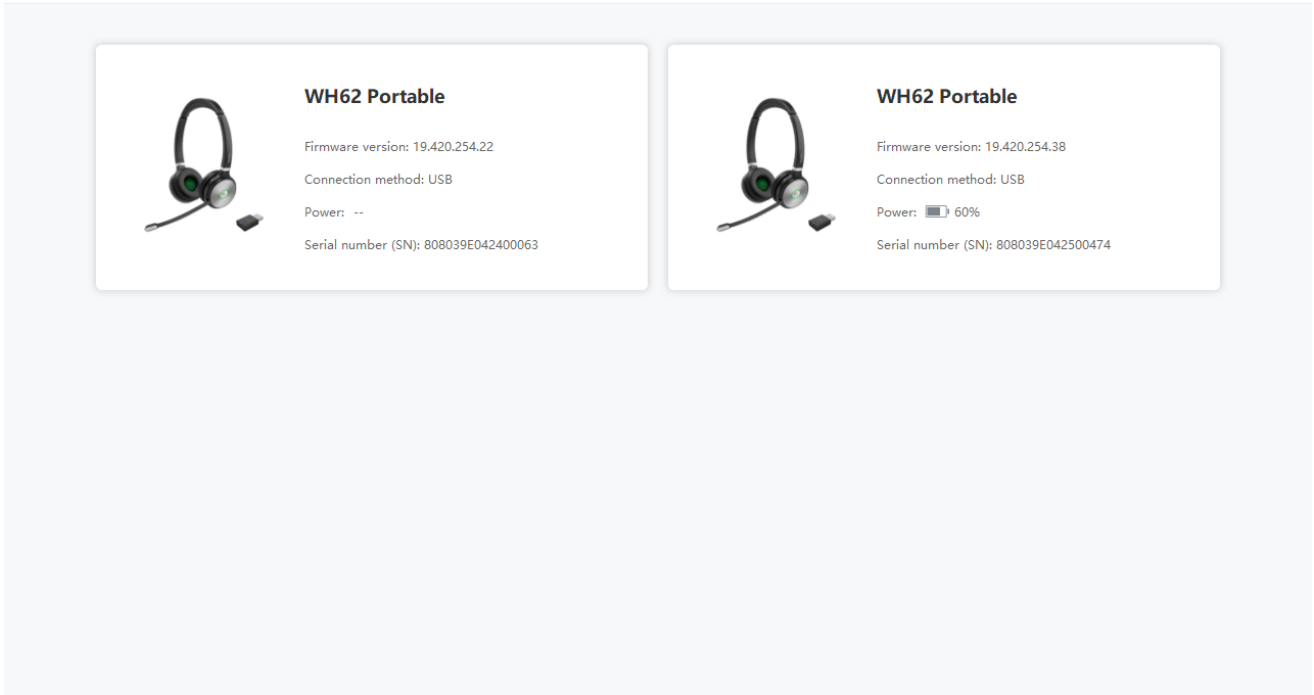 WH62 Portable
Firmware version: 19.420.254.22
Connection method: USB
Power: --
Serial number (SN): 808039E042400063
WH62 Portable
Firmware version: 19.420.254.38
Connection method: USB
Power: 60%
Serial number (SN): 808039E042500474